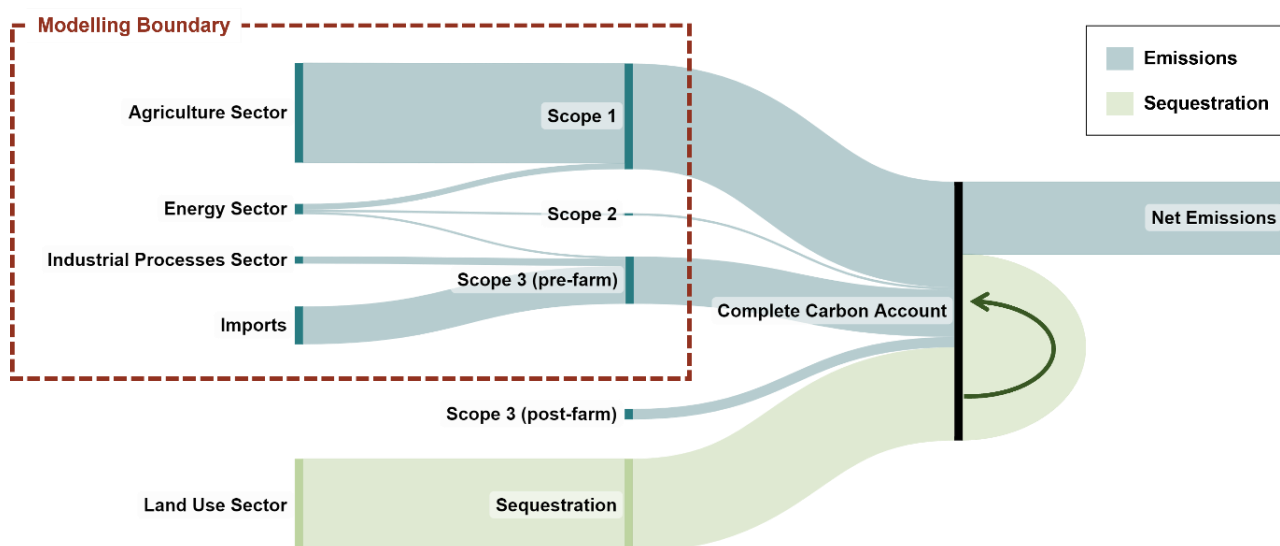 Modelling Boundary
Emissions
Sequestration
Agriculture Sector
Scope 1
Energy Sector
Scope 2
Net Emissions
Industrial Processes Sector
Scope 3 (pre-farm)
Imports
Complete Carbon Account
Scope 3 (post-farm)
Land Use Sector
Sequestration